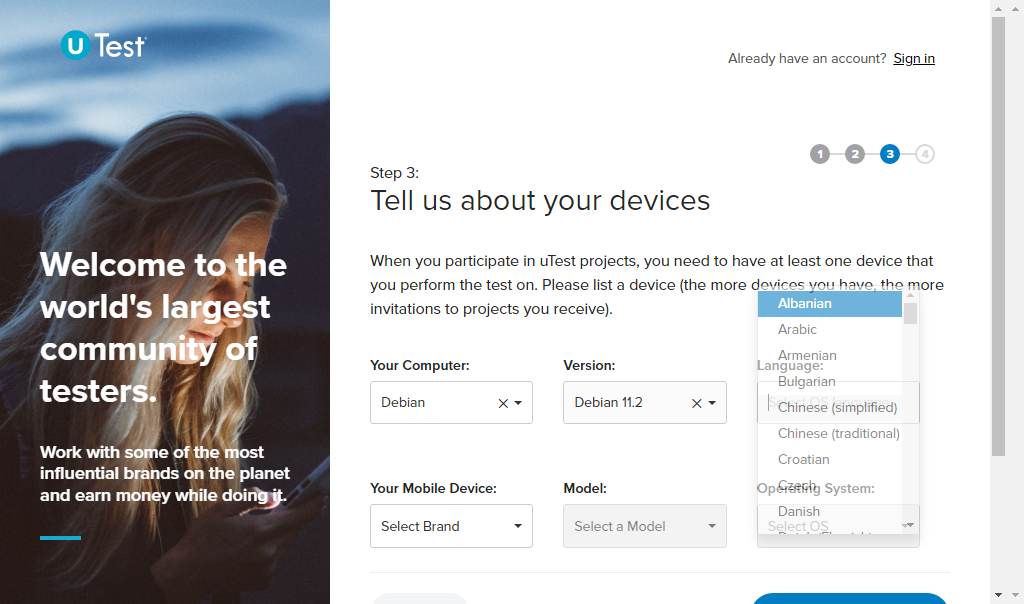 U Test
Already have an account? Sign in
1 2 3 4
Step 3:
Tell us about your devices
Welcome to the
world's largest
community of
testers.
Work with some of the most
influential brands on the planet
and earn money while doing it.
When you participate in uTest projects, you need to have at least one device that
you perform the test on. Please list a device (the more devices you have, the more
invitations to projects you receive).
Your Computer: Version: Language:
Debian Debian 11.2 Select OS language
Albanian
Arabic
Armenian
Bulgarian
Chinese (simplified)
Chinese (traditional)
Croatian
Czech
Danish
Your Mobile Device: Model: Operating System:
Select Brand Select a Model Select OS